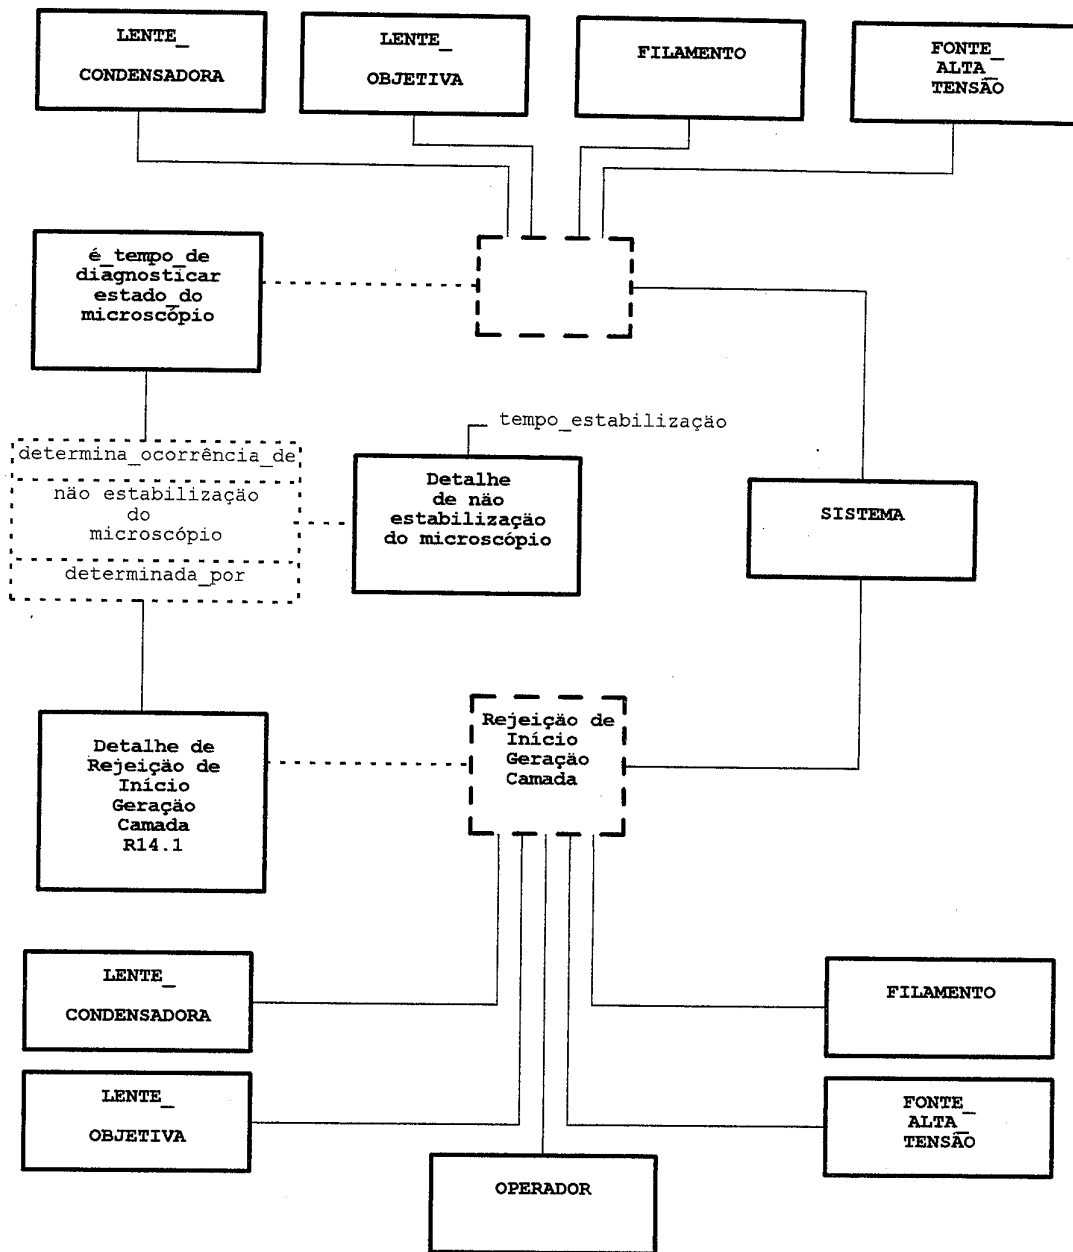 LENTE_
CONDENSADORA
LENTE_
OBJETIVA
FILAMENTO
FONTE_
ALTA_
TENSÃO
é_tempo_de
diagnosticar
estado_do
microscópio
tempo_estabilização
determina_ocorrência_de
não estabilização
do
microscópio
determinada_por
Detalhe
de não
estabilização
do microscópio
SISTEMA
Detalhe de
Rejeição de
Início
Geração
Camada
R14.1
Rejeição de
Início
Geração
Camada
LENTE_
CONDENSADORA
FILAMENTO
LENTE_
OBJETIVA
FONTE_
ALTA_
TENSÃO
OPERADOR